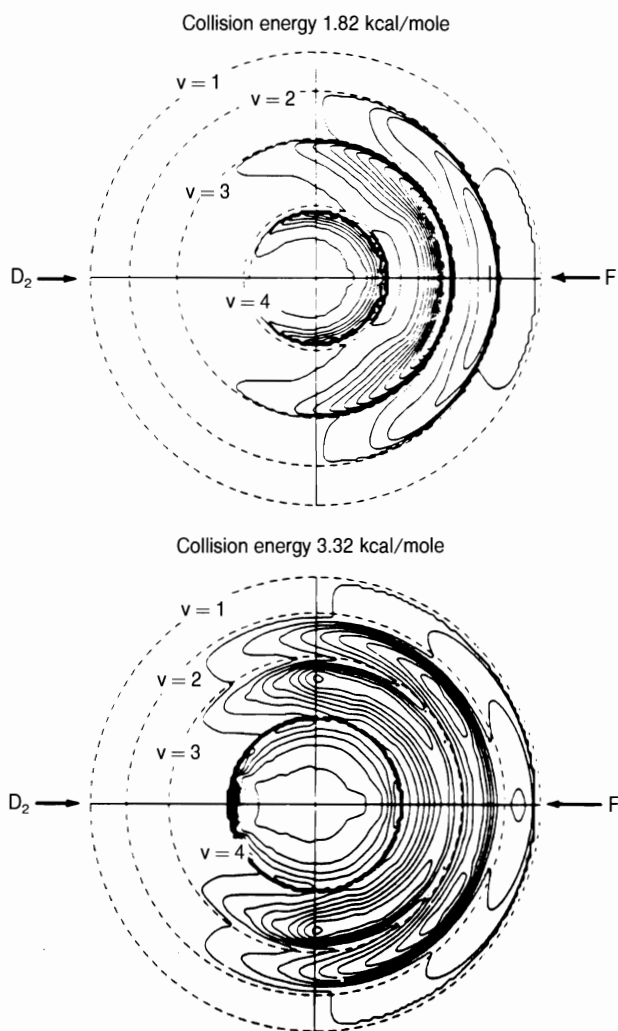 Collision energy 1.82 kcal/mole
v = 1
v = 2
v = 3
D₂
F
v = 4
Collision energy 3.32 kcal/mole
v = 1
v = 2
v = 3
D₂
F
v = 4